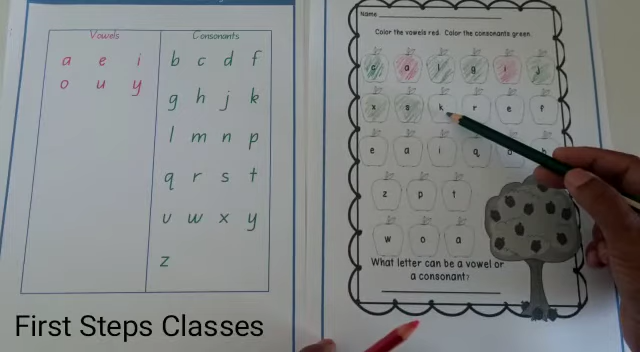 Vowels
a e i
o u y
Consonants
b c d f
g h j k
l m n p
q r s t
v w x y
z
Name
Color the vowels red. Color the consonants green.
c a l g i j
x s k r e f
e a i q
z p t
w o a
What letter can be a vowel or
a consonant?
First Steps Classes